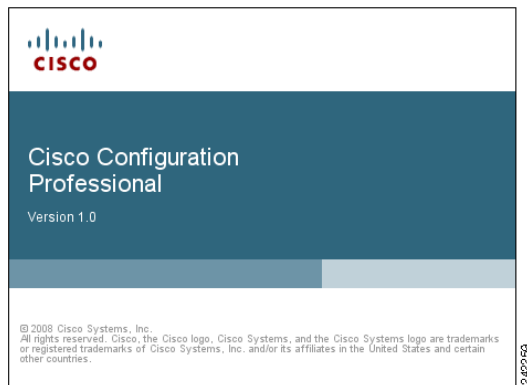 CISCO
Cisco Configuration
Professional
Version 1.0
© 2008 Cisco Systems, Inc.
All rights reserved. Cisco, the Cisco logo, Cisco Systems, and the Cisco Systems logo are trademarks
or registered trademarks of Cisco Systems, Inc. and/or its affiliates in the United States and certain
other countries.
242259